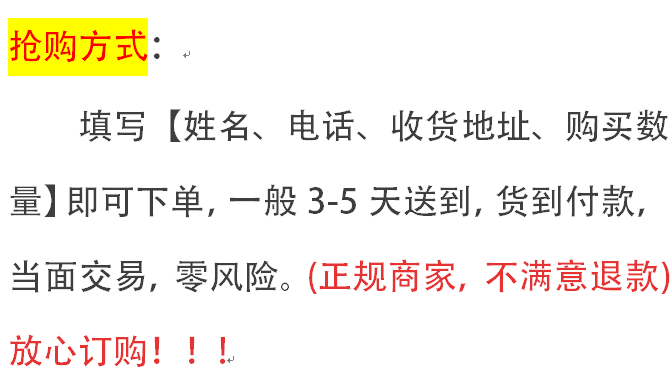 抢购方式：
填写【姓名、电话、收货地址、购买数
量】即可下单，一般 3-5 天送到，货到付款，
当面交易，零风险。(正规商家，不满意退款)
放心订购！！！